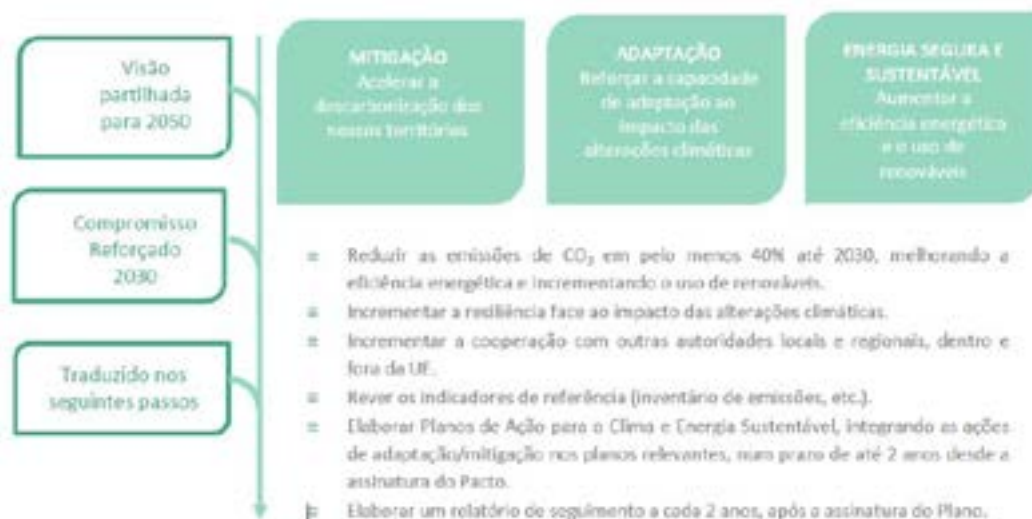 Visão
partilhada
para 2050
MITIGAÇÃO
Acelerar a
descarbonização dos
nossos territórios
ADAPTAÇÃO
Reforçar a capacidade
de adaptação ao
impacto das
alterações climáticas
ENERGIA SEGURA E
SUSTENTÁVEL
Aumentar a
eficiência energética
e o uso de
renováveis
Compromisso
Reforçado
2030
Traduzido nos
seguintes passos
Reduzir as emissões de CO₂ em pelo menos 40% até 2030, melhorando a
eficiência energética e incrementando o uso de renováveis.
Incrementar a resiliência face ao impacto das alterações climáticas.
Incrementar a cooperação com outras autoridades locais e regionais, dentro e
fora da UE.
Rever os indicadores de referência (inventário de emissões, etc.).
Elaborar Planos de Ação para o Clima e Energia Sustentável, integrando as ações
de adaptação/mitigação nos planos relevantes, num prazo de até 2 anos desde a
assinatura do Pacto.
Elaborar um relatório de seguimento a cada 2 anos, após a assinatura do Plano.